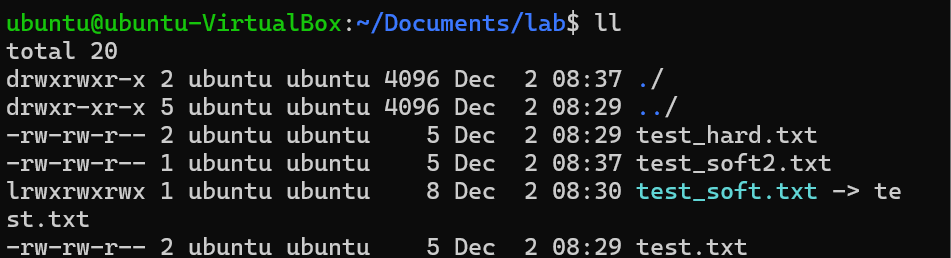 ubuntu@ubuntu-VirtualBox:~/Documents/lab$ ll
total 20
drwxrwxr-x 2 ubuntu ubuntu 4096 Dec  2 08:37 ./
drwxr-xr-x 5 ubuntu ubuntu 4096 Dec  2 08:29 ../
-rw-rw-r-- 2 ubuntu ubuntu    5 Dec  2 08:29 test_hard.txt
-rw-rw-r-- 1 ubuntu ubuntu    5 Dec  2 08:37 test_soft2.txt
lrwxrwxrwx 1 ubuntu ubuntu    8 Dec  2 08:30 test_soft.txt -> te
st.txt
-rw-rw-r-- 2 ubuntu ubuntu    5 Dec  2 08:29 test.txt